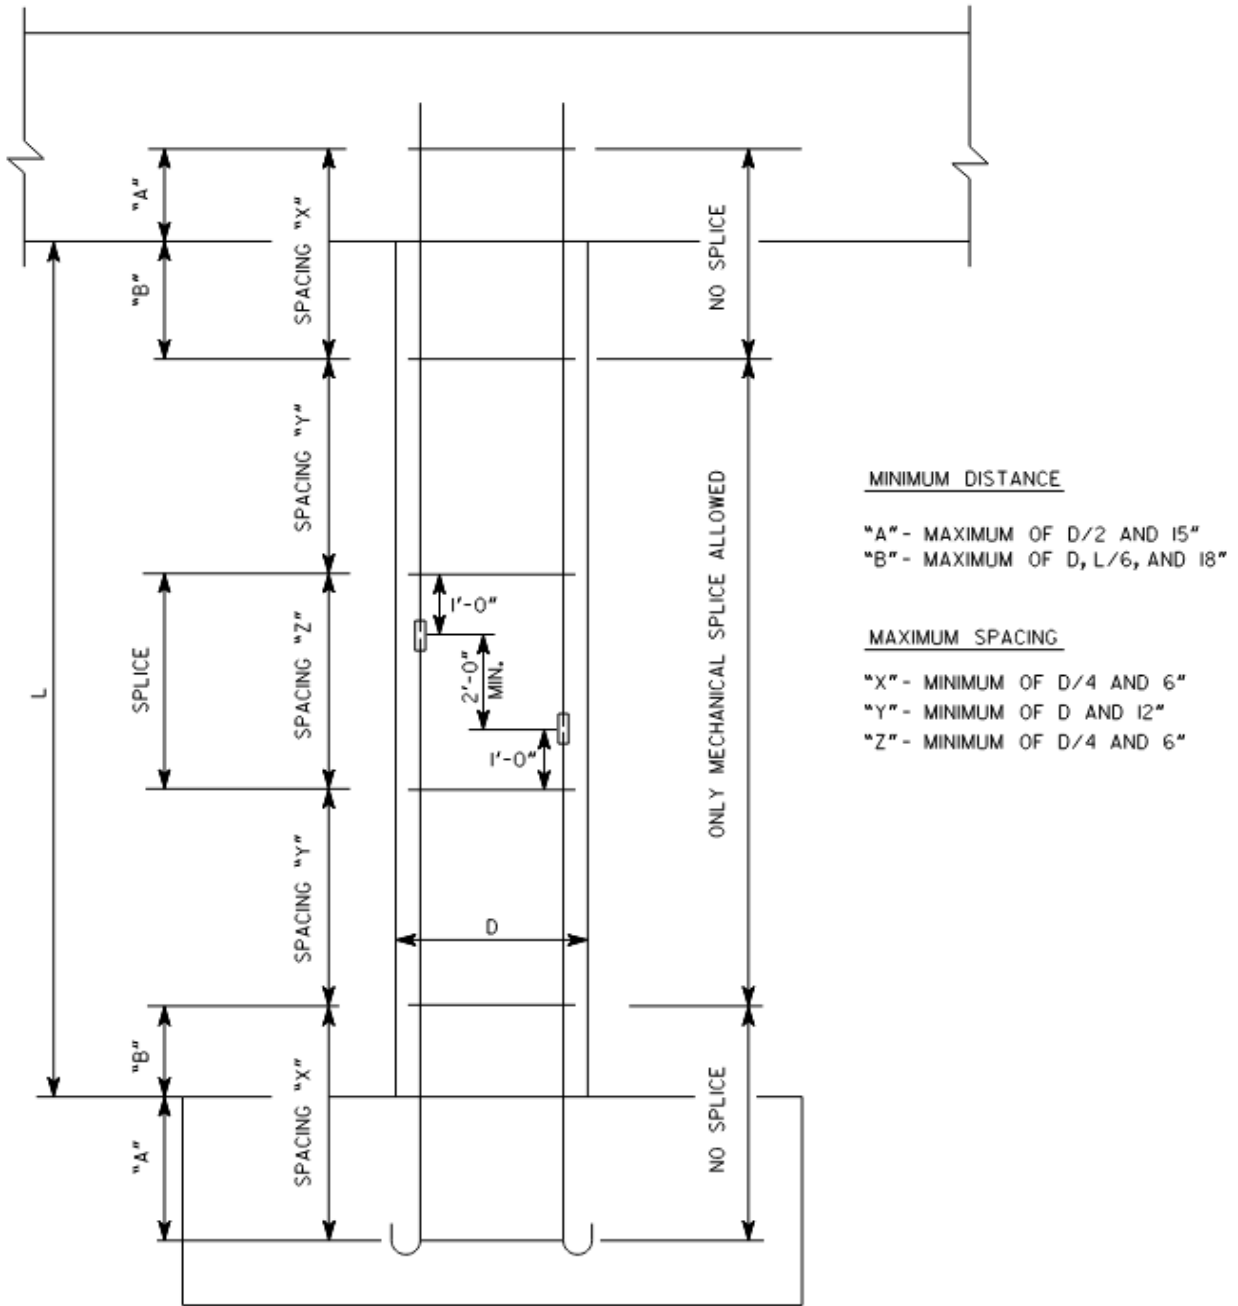 "A"
"B"
SPACING "X"
NO SPLICE
SPACING "Y"
L
SPLICE
SPACING "Z"
1'-0"
2'-0"
MIN.
1'-0"
ONLY MECHANICAL SPLICE ALLOWED
SPACING "Y"
D
"B"
"A"
SPACING "X"
NO SPLICE
MINIMUM DISTANCE
"A"- MAXIMUM OF D/2 AND 15"
"B"- MAXIMUM OF D, L/6, AND 18"
MAXIMUM SPACING
"X"- MINIMUM OF D/4 AND 6"
"Y"- MINIMUM OF D AND 12"
"Z"- MINIMUM OF D/4 AND 6"